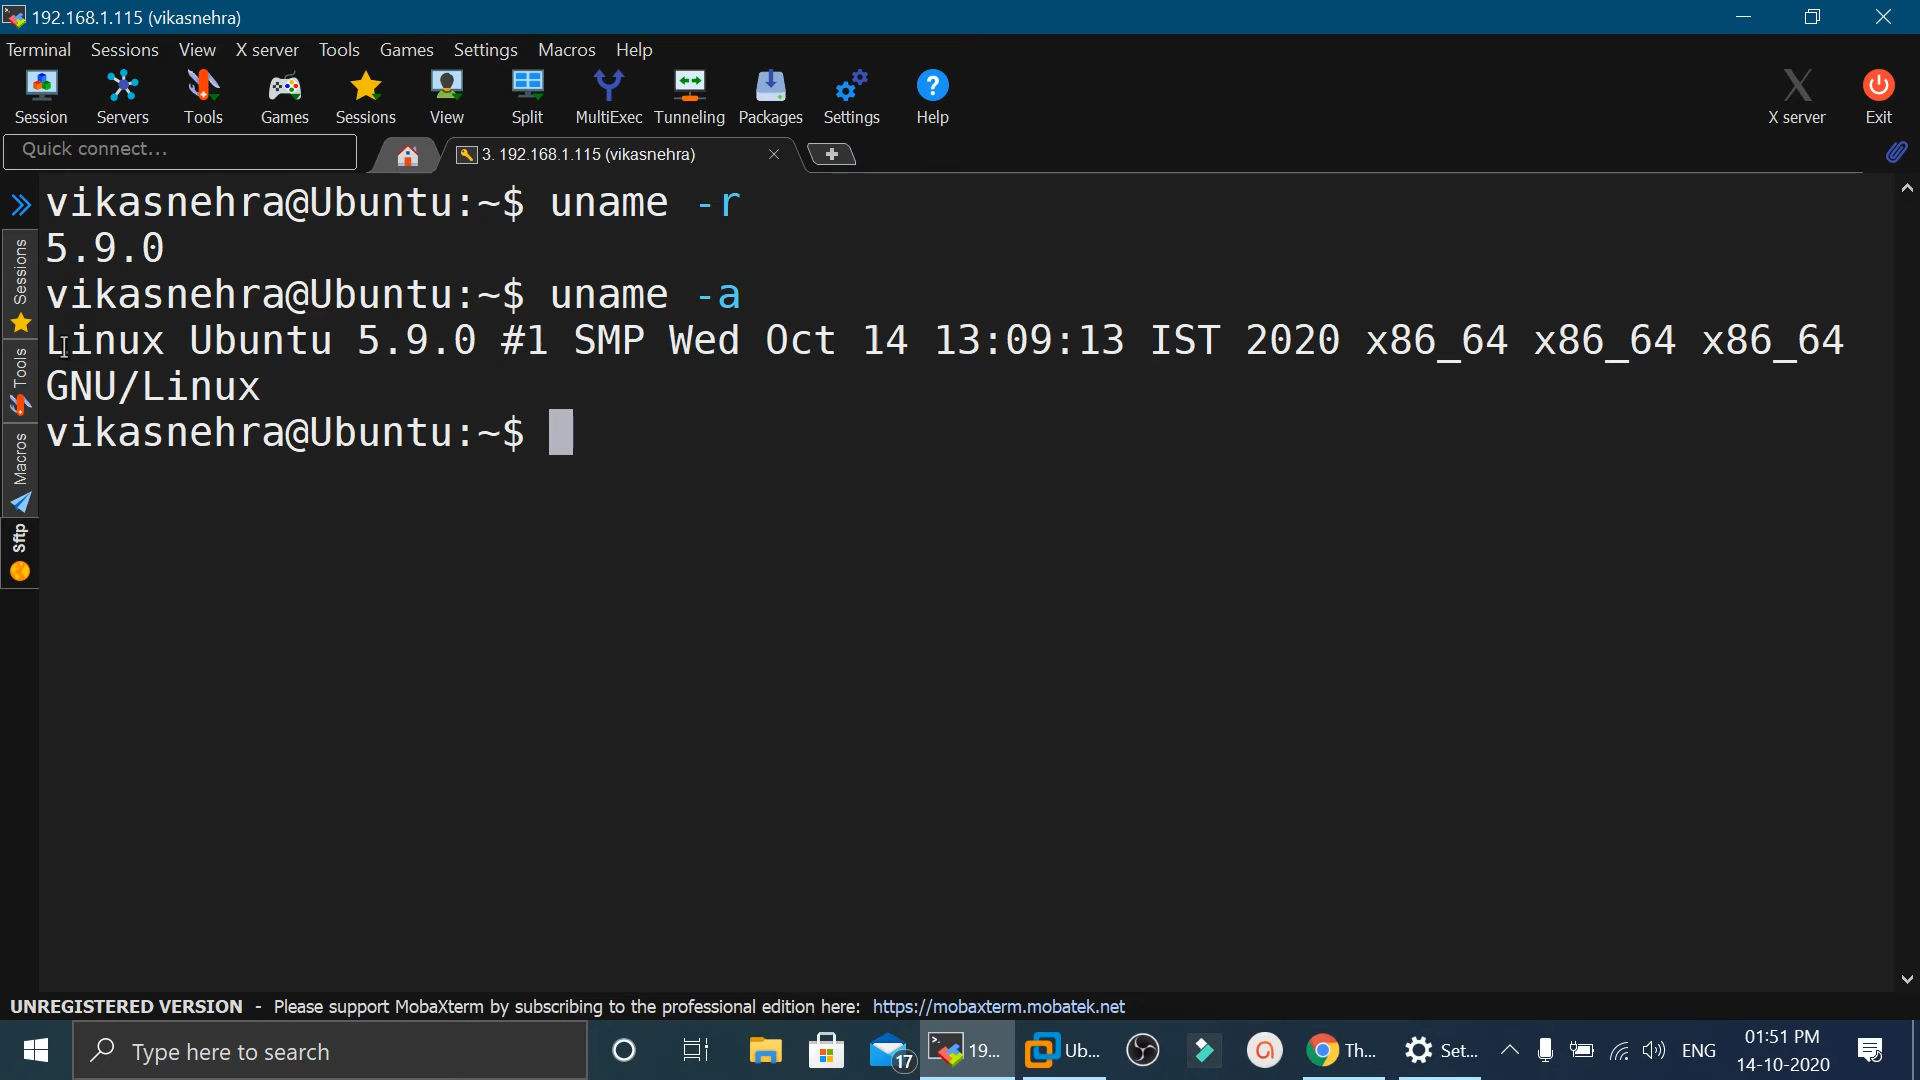 192.168.1.115 (vikasnehra)
Terminal Sessions View X server Tools Games Settings Macros Help
Session Servers Tools Games Sessions View Split MultiExec Tunneling Packages Settings Help X server Exit
Quick connect... 3. 192.168.1.115 (vikasnehra)
vikasnehra@Ubuntu:~$ uname -r
5.9.0
vikasnehra@Ubuntu:~$ uname -a
Linux Ubuntu 5.9.0 #1 SMP Wed Oct 14 13:09:13 IST 2020 x86_64 x86_64 x86_64
GNU/Linux
vikasnehra@Ubuntu:~$
Sessions
Tools
Macros
Sftp
UNREGISTERED VERSION - Please support MobaXterm by subscribing to the professional edition here: https://mobaxterm.mobatek.net
Type here to search 17 19... Ub... Th... Set... ENG 01:51 PM
14-10-2020